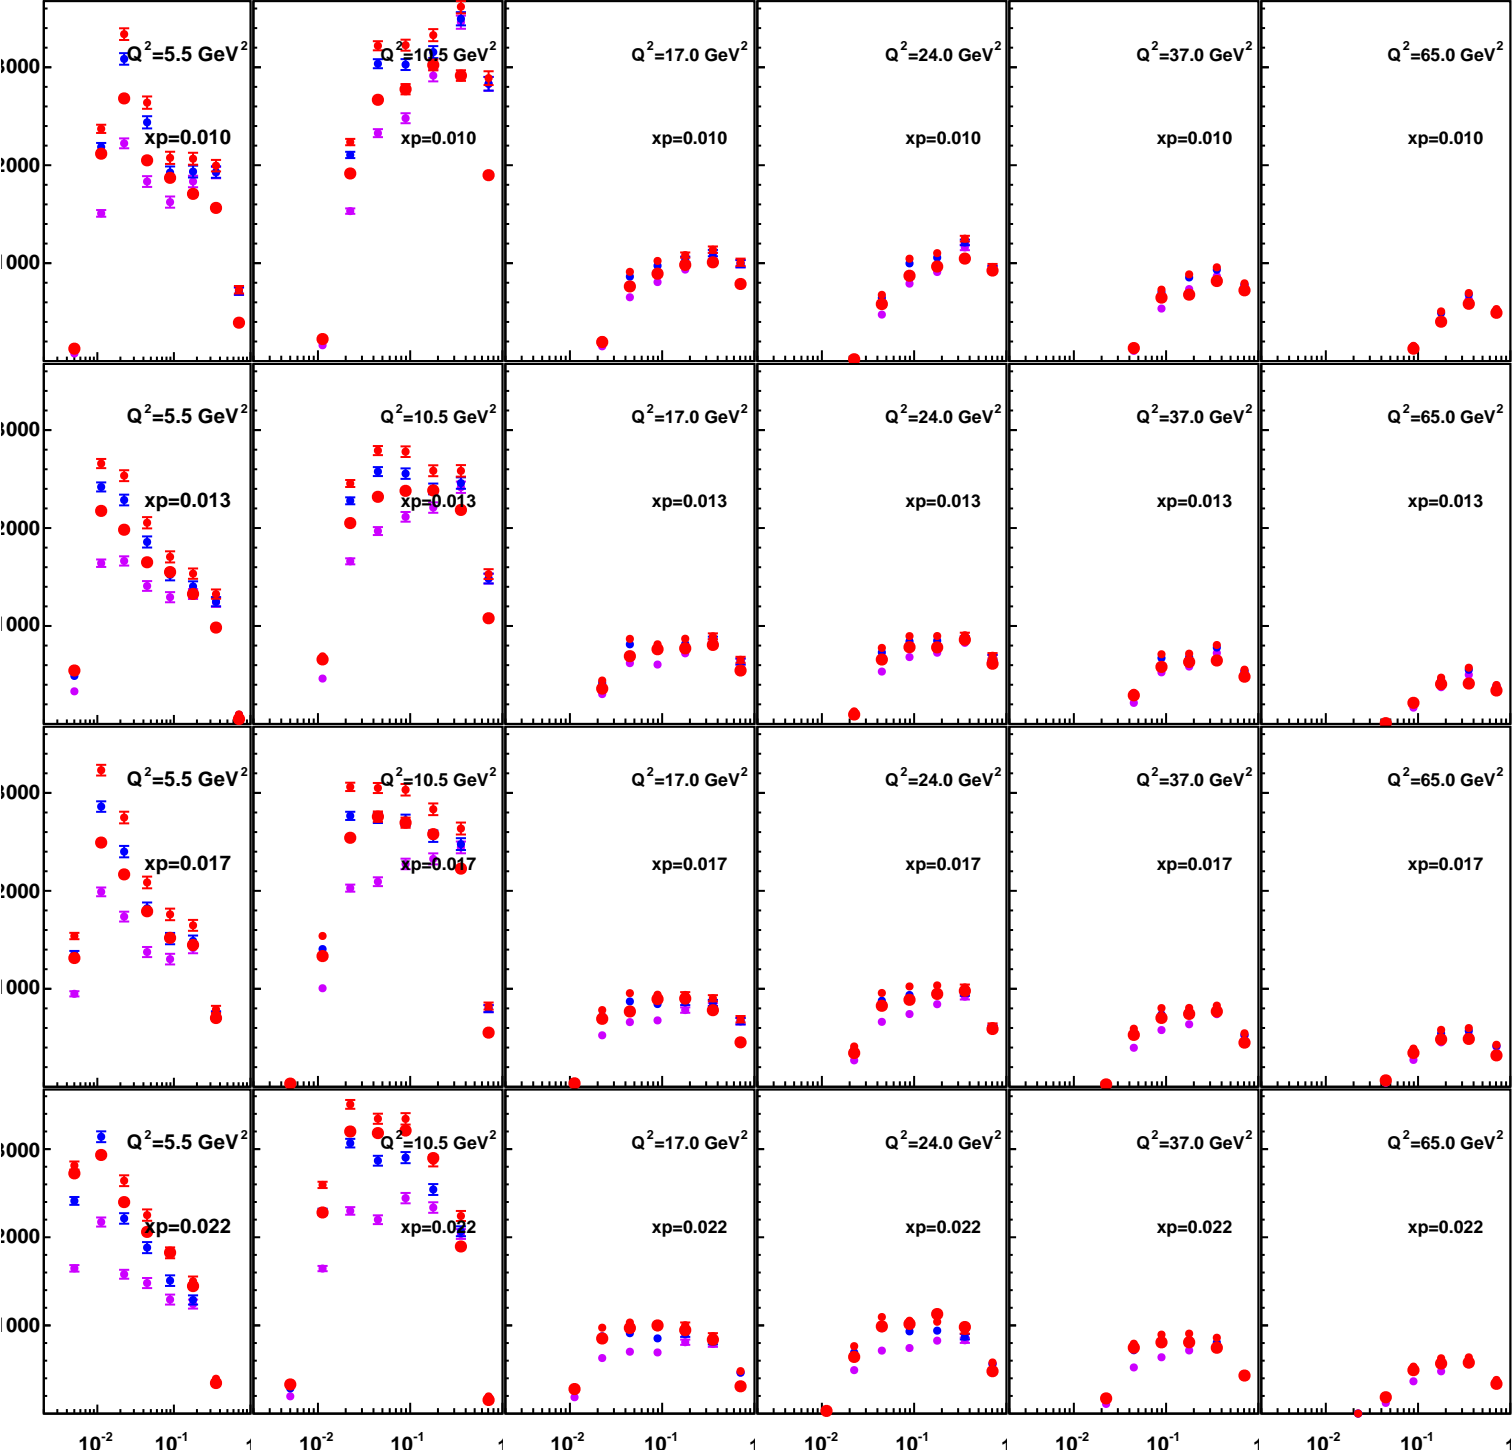 Q²=5.5 GeV² Q²=10.5 GeV² Q²=17.0 GeV² Q²=24.0 GeV² Q²=37.0 GeV² Q²=65.0 GeV²
3000
xp=0.010 xp=0.010 xp=0.010 xp=0.010 xp=0.010 xp=0.010
2000
1000
Q²=5.5 GeV² Q²=10.5 GeV² Q²=17.0 GeV² Q²=24.0 GeV² Q²=37.0 GeV² Q²=65.0 GeV²
3000
xp=0.013 xp=0.013 xp=0.013 xp=0.013 xp=0.013 xp=0.013
2000
1000
Q²=5.5 GeV² Q²=10.5 GeV² Q²=17.0 GeV² Q²=24.0 GeV² Q²=37.0 GeV² Q²=65.0 GeV²
3000
xp=0.017 xp=0.017 xp=0.017 xp=0.017 xp=0.017 xp=0.017
2000
1000
Q²=5.5 GeV² Q²=10.5 GeV² Q²=17.0 GeV² Q²=24.0 GeV² Q²=37.0 GeV² Q²=65.0 GeV²
3000
xp=0.022 xp=0.022 xp=0.022 xp=0.022 xp=0.022 xp=0.022
2000
1000
10⁻² 10⁻¹ 1 10⁻² 10⁻¹ 1 10⁻² 10⁻¹ 1 10⁻² 10⁻¹ 1 10⁻² 10⁻¹ 1 10⁻² 10⁻¹ 1